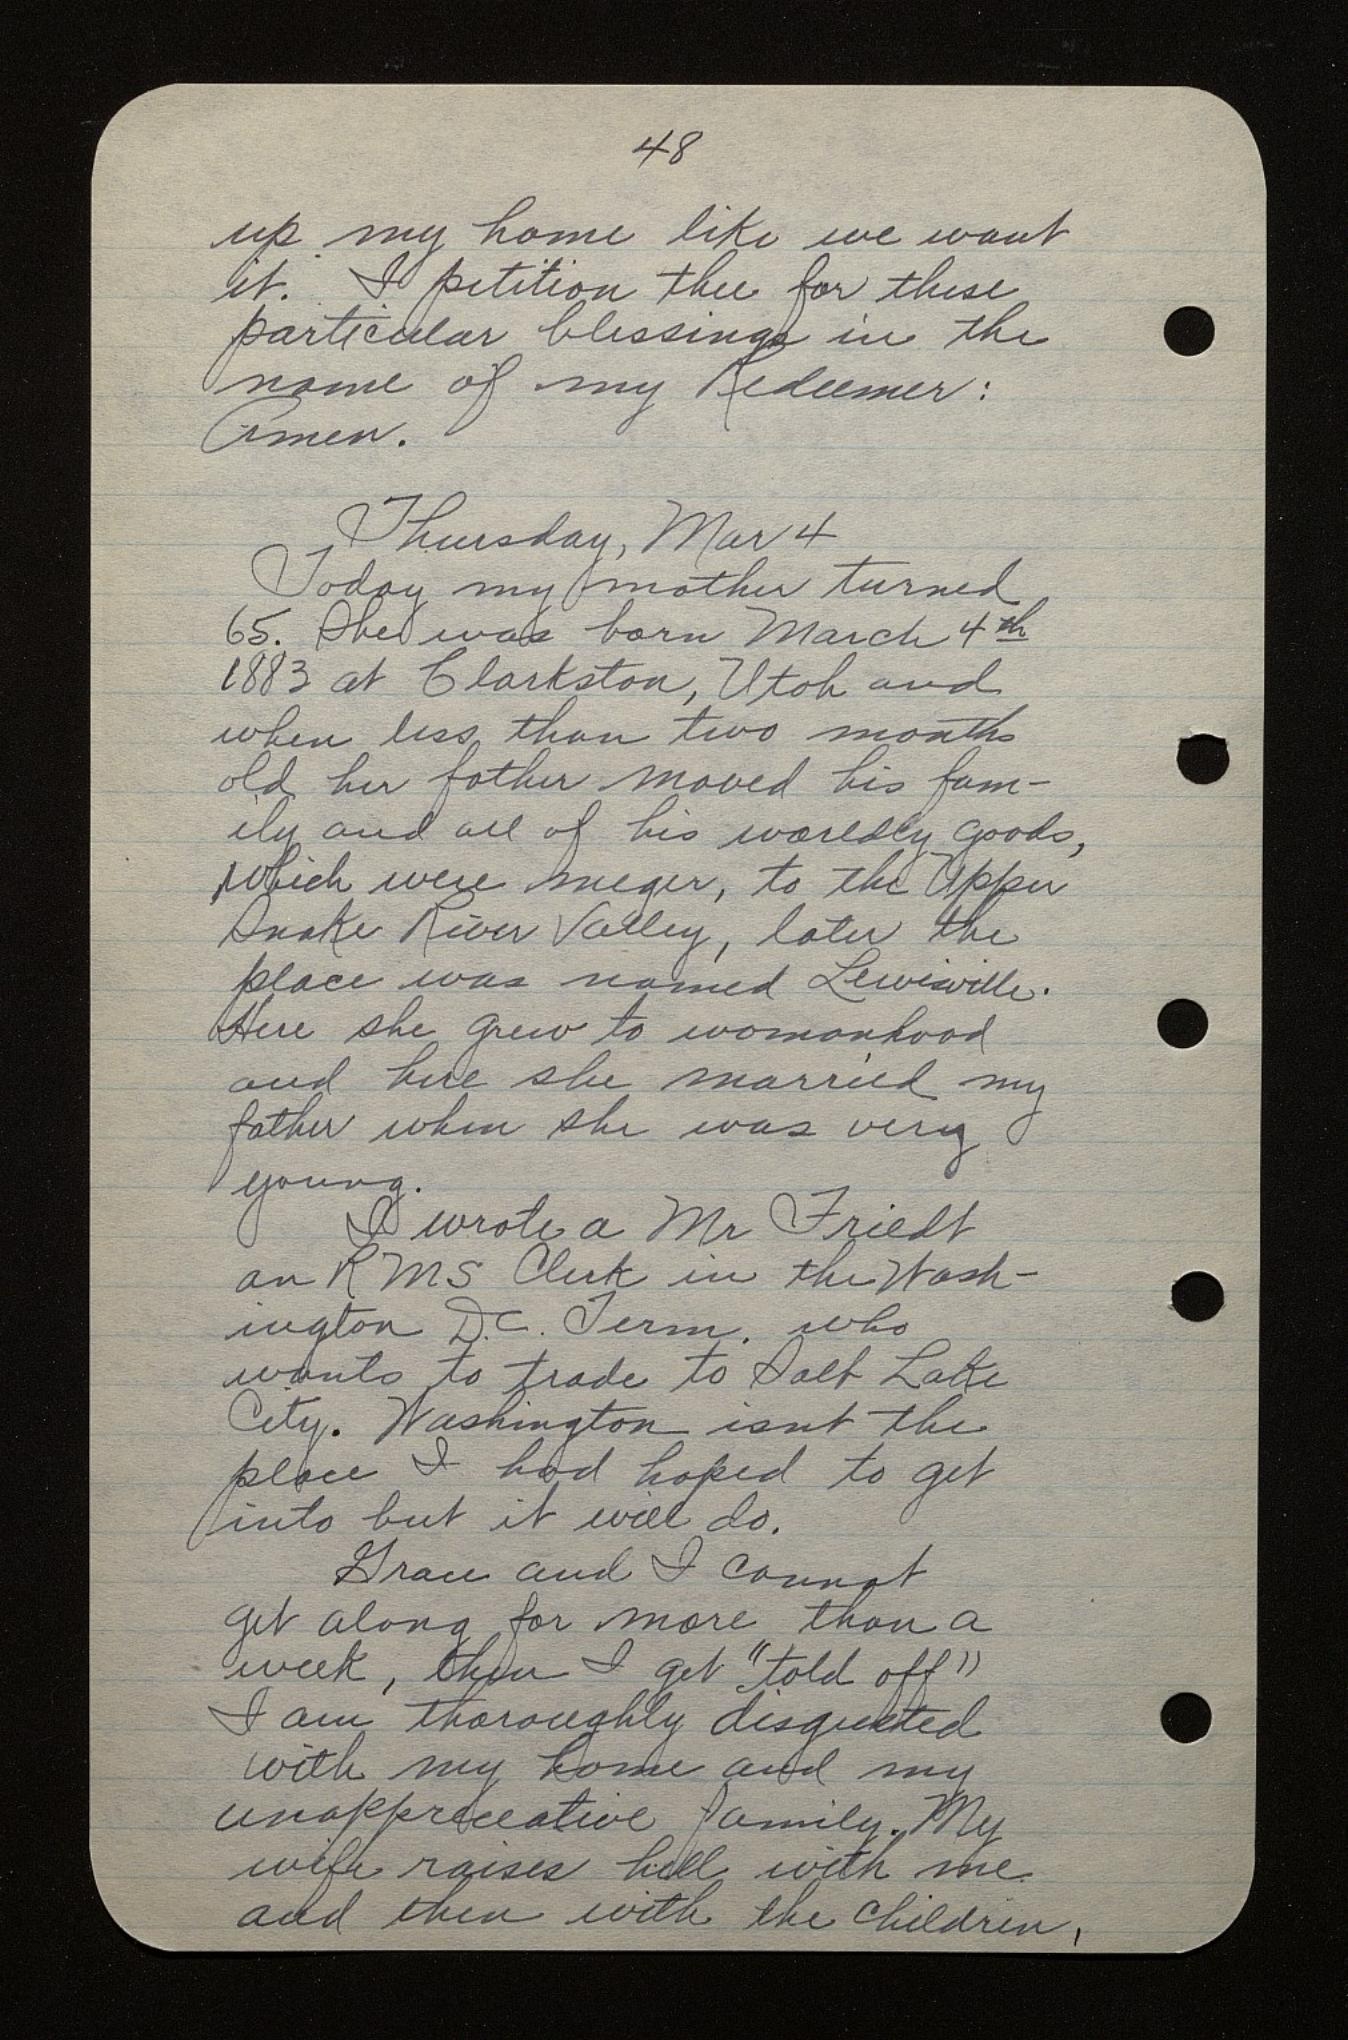 48
up my home like we want
it. I petition thee for these
particular blessings in the
name of my Redeemer:
Amen.
Thursday, Mar 4
Today my mother turned
65. She was born March 4th
1883 at Clarkston, Utah and
when less than two months
old her father moved his fam-
ily and all of his woreldly goods,
which were meger, to the Upper
Snake River Valley, later the
place was named Lewisville.
Here she grew to womanhood
and here she married my
father when she was very
young.
I wrote a Mr Friedt
an RMS Clerk in the Wash-
ington D.C. Term. who
wants to trade to Salt Lake
City. Washington isnt the
place I had hoped to get
into but it will do.
Grace and I cannot
get along for more than a
week, then I get "told off"
I am thoroughly disgusted
with my home and my
unappreceative family. My
wife raises hell with me
and then with the children,